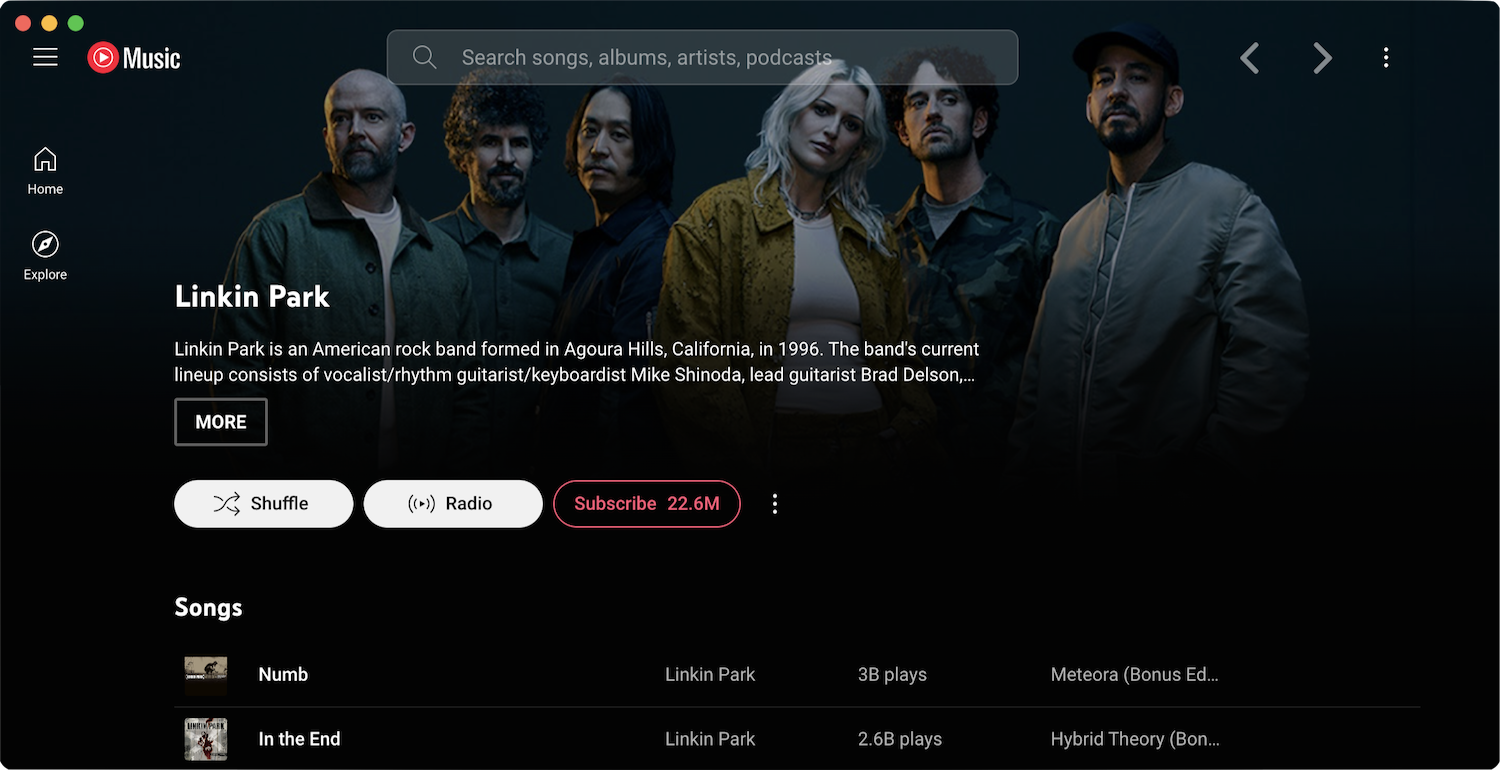 Music
Search songs, albums, artists, podcasts
Home
Explore
Linkin Park
Linkin Park is an American rock band formed in Agoura Hills, California, in 1996. The band's current
lineup consists of vocalist/rhythm guitarist/keyboardist Mike Shinoda, lead guitarist Brad Delson,...
MORE
Shuffle
Radio
Subscribe 22.6M
Songs
Numb Linkin Park 3B plays Meteora (Bonus Ed...
LINKIN PARK
In the End Linkin Park 2.6B plays Hybrid Theory (Bon...